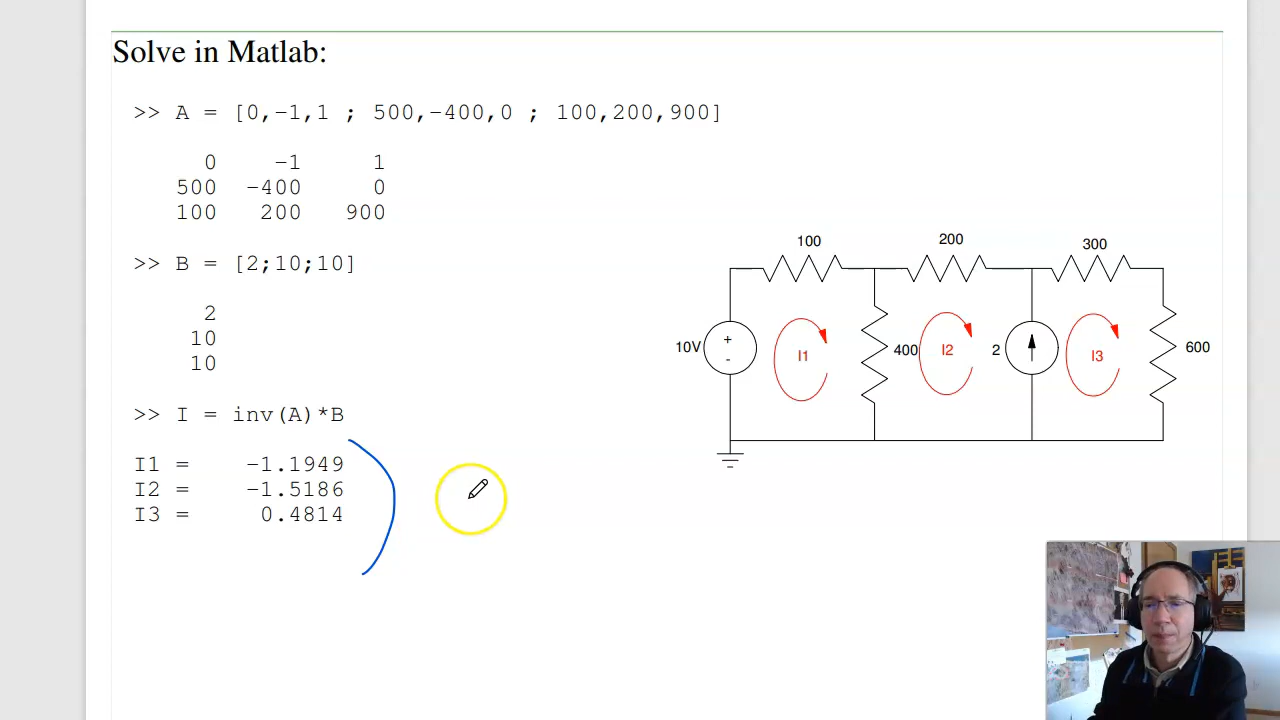 Solve in Matlab:
>> A = [0,-1,1 ; 500,-400,0 ; 100,200,900]
0 -1 1
500 -400 0
100 200 900
>> B = [2;10;10]
2
10
10
>> I = inv(A)*B
I1 = -1.1949
I2 = -1.5186
I3 = 0.4814
100 200 300
10V + - I1 400 I2 2 I3 600